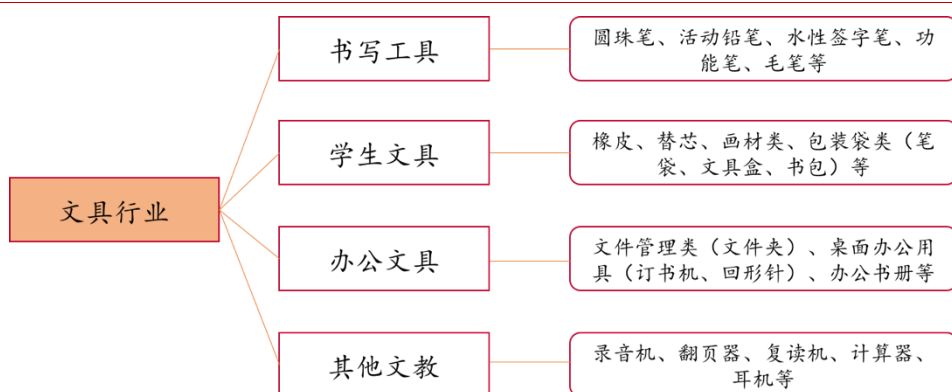 文具行业
书写工具
圆珠笔、活动铅笔、水性签字笔、功
能笔、毛笔等
学生文具
橡皮、替芯、画材类、包装袋类（笔
袋、文具盒、书包）等
办公文具
文件管理类（文件夹）、桌面办公用
具（订书机、回形针）、办公书册等
其他文教
录音机、翻页器、复读机、计算器、
耳机等